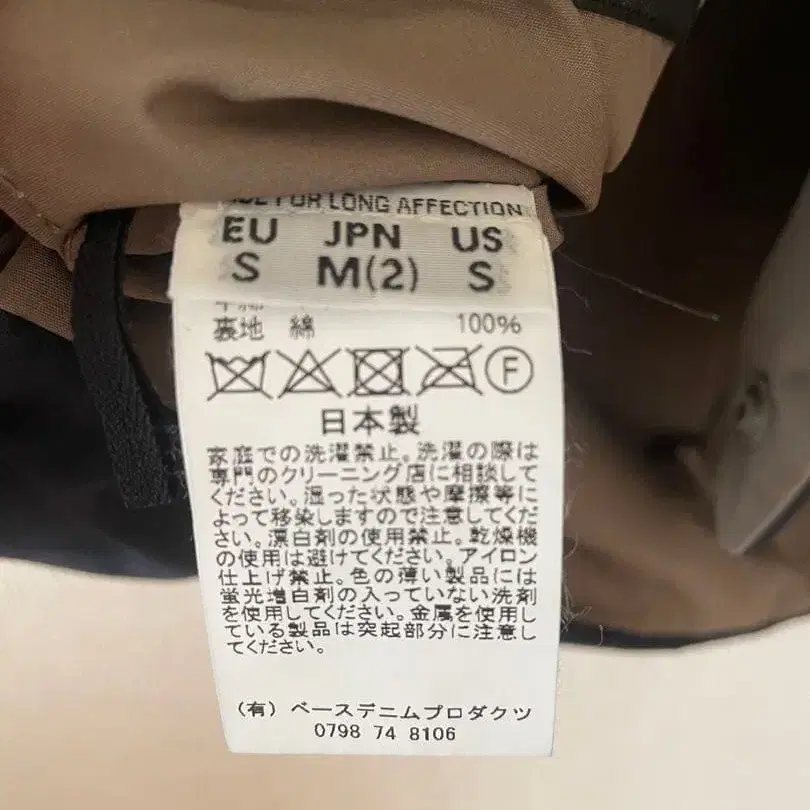 FOR LONG AFFECTION
EU JPN US
S M(2) S
裏地 綿 100%
F
日本製
家庭での洗濯禁止。洗濯の際は
専門のクリーニング店に相談して
ください。湿った状態や摩擦等に
よって移染しますので注意してくだ
さい。漂白剤の使用禁止。乾燥機
の使用は避けてください。アイロン
仕上げ禁止。色の薄い製品には
蛍光増白剤の入っていない洗剤
を使用してください。金属を使用し
ている製品は突起部分に注意し
てください。
(有) ベースデニムプロダクツ
0798 74 8106